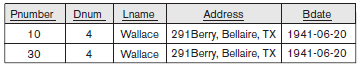 Pnumber Dnum Lname Address Bdate
10 4 Wallace 291Berry, Bellaire, TX 1941-06-20
30 4 Wallace 291Berry, Bellaire, TX 1941-06-20